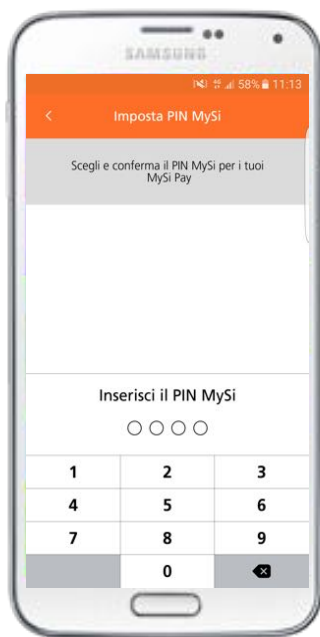 SAMSUNG
58% 11:13
Imposta PIN MySi
Scegli e conferma il PIN MySi per i tuoi
MySi Pay
Inserisci il PIN MySi
1 2 3
4 5 6
7 8 9
0